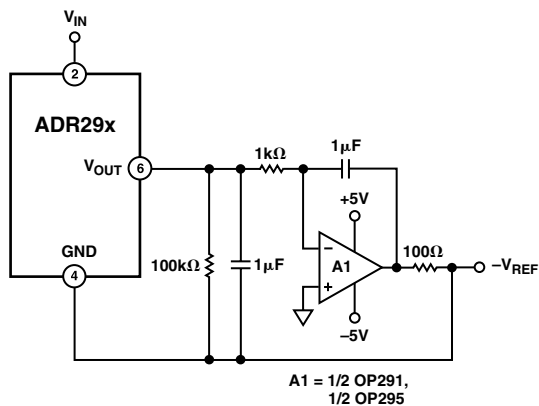 V_IN
2
ADR29x
V_OUT
6
GND
4
1kΩ
1μF
100kΩ
1μF
+5V
−
A1
+
−5V
100Ω
−V_REF
A1 = 1/2 OP291,
1/2 OP295